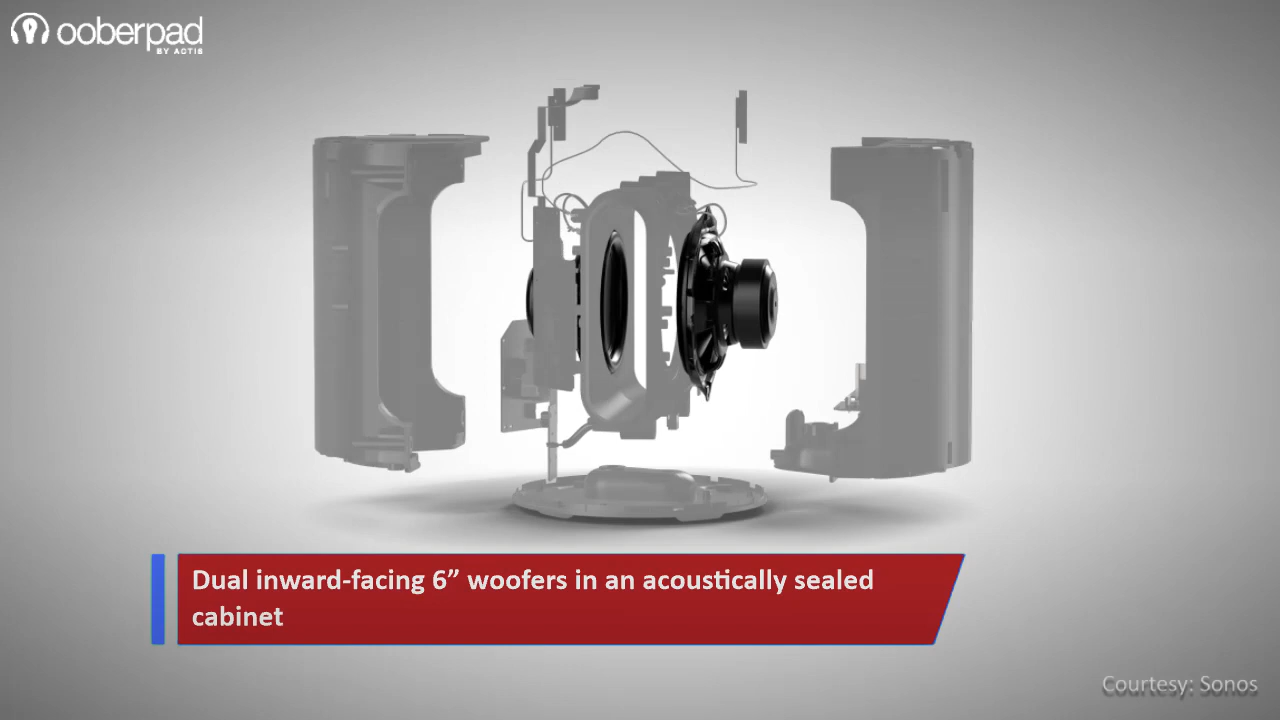 ooberpad
BY ACTIS
Dual inward-facing 6” woofers in an acoustically sealed
cabinet
Courtesy: Sonos